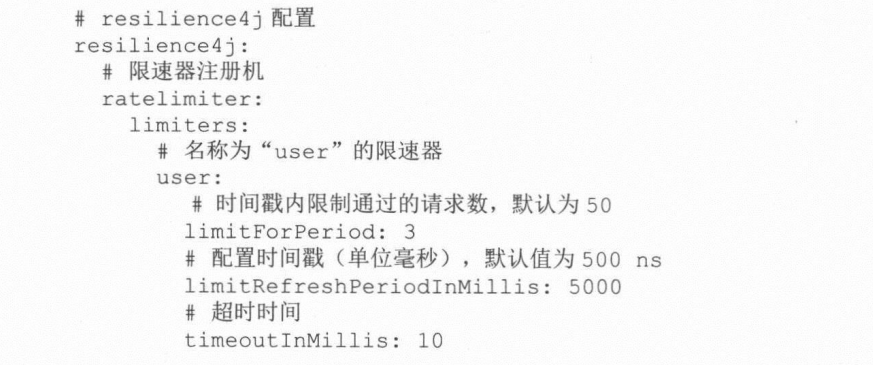 # resilience4j 配置
resilience4j:
  # 限速器注册机
  ratelimiter:
    limiters:
      # 名称为“user”的限速器
      user:
        # 时间戳内限制通过的请求数，默认为 50
        limitForPeriod: 3
        # 配置时间戳（单位毫秒），默认值为 500 ns
        limitRefreshPeriodInMillis: 5000
        # 超时时间
        timeoutInMillis: 10